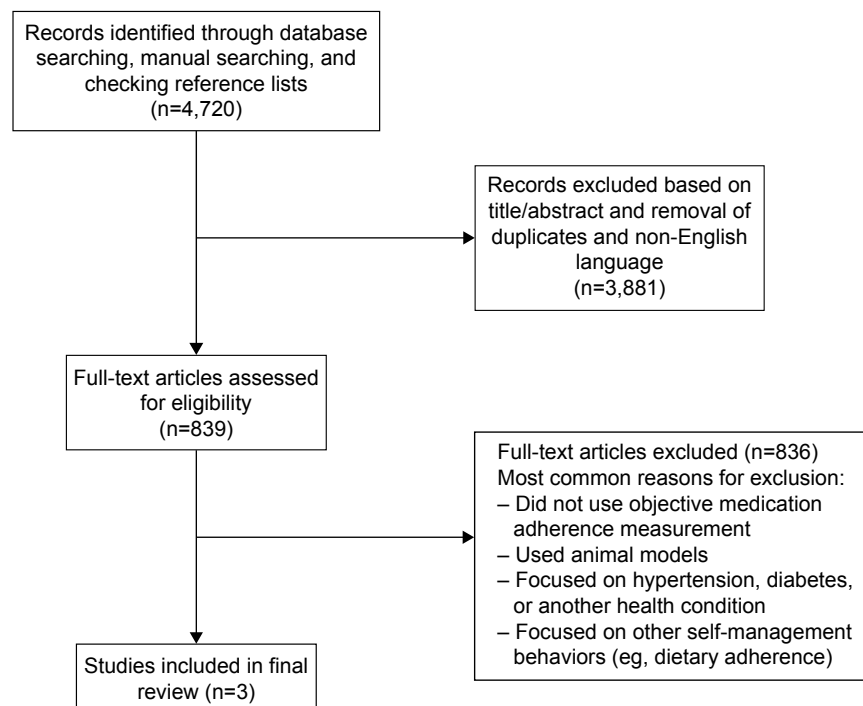 Records identified through database
searching, manual searching, and
checking reference lists
(n=4,720)
Records excluded based on
title/abstract and removal of
duplicates and non-English
language
(n=3,881)
Full-text articles assessed
for eligibility
(n=839)
Full-text articles excluded (n=836)
Most common reasons for exclusion:
– Did not use objective medication
adherence measurement
– Used animal models
– Focused on hypertension, diabetes,
or another health condition
– Focused on other self-management
behaviors (eg, dietary adherence)
Studies included in final
review (n=3)